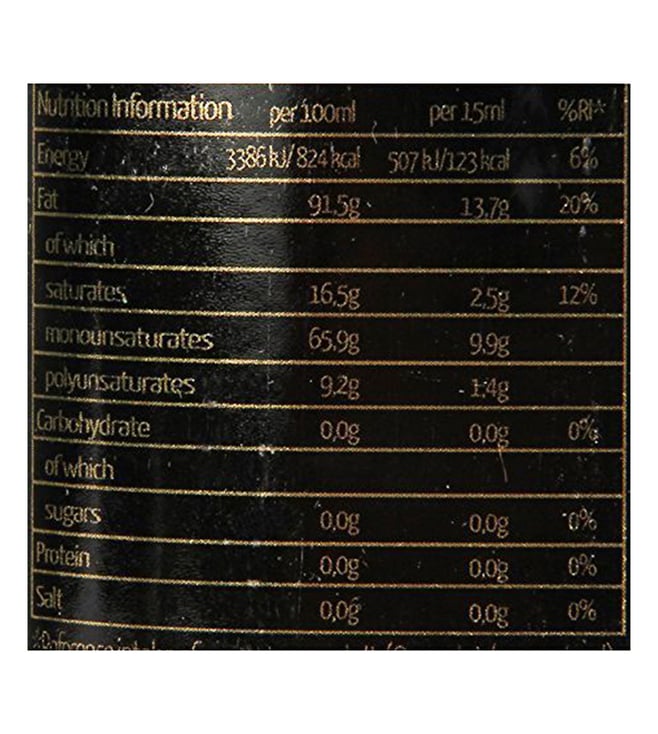 Nutrition Information per 100ml per 15ml %RI*
Energy 3386 kJ/824 kcal 507 kJ/123 kcal 6%
Fat 91,5g 13,7g 20%
of which
saturates 16,5g 2,5g 12%
monounsaturates 65,9g 9,9g
polyunsaturates 9,2g 1,4g
Carbohydrate 0,0g 0,0g 0%
of which
sugars 0,0g 0,0g 0%
Protein 0,0g 0,0g 0%
Salt 0,0g 0,0g 0%